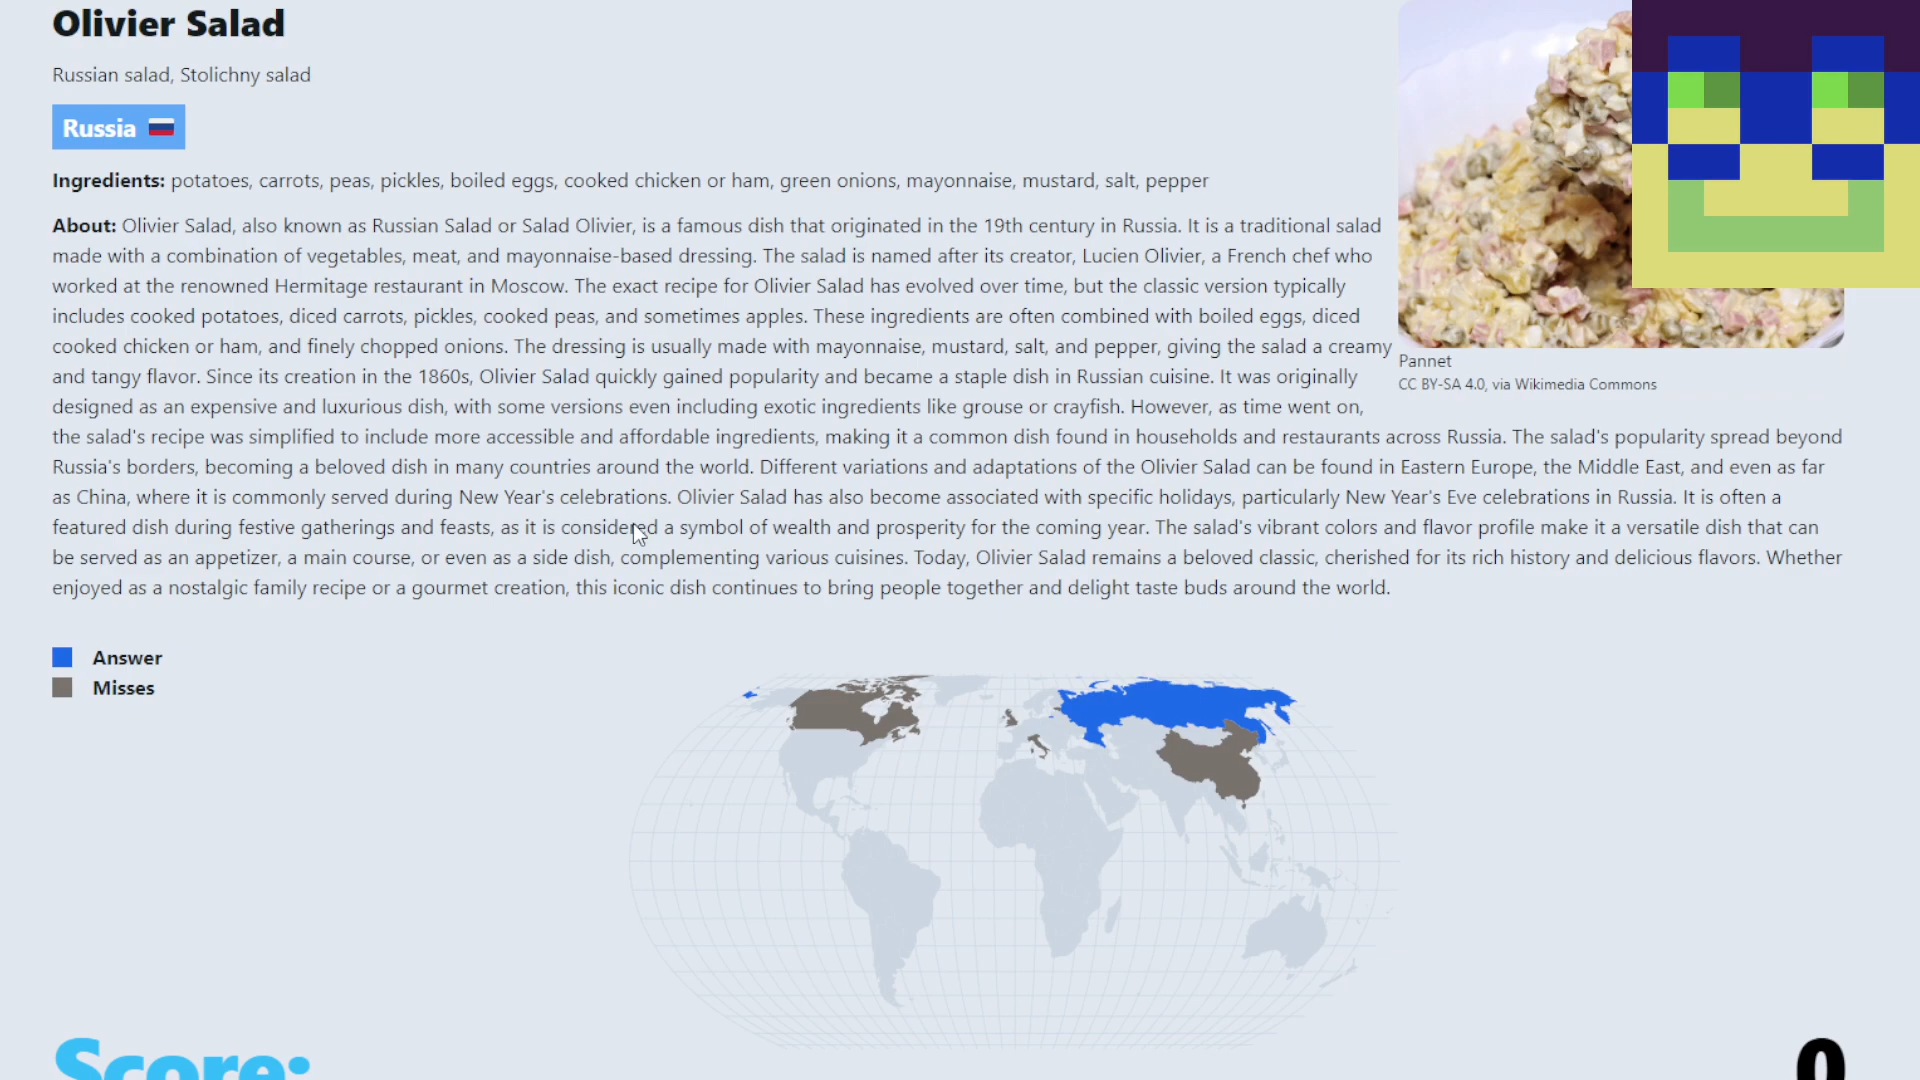 Olivier Salad
Russian salad, Stolichny salad
Russia
Ingredients: potatoes, carrots, peas, pickles, boiled eggs, cooked chicken or ham, green onions, mayonnaise, mustard, salt, pepper
About: Olivier Salad, also known as Russian Salad or Salad Olivier, is a famous dish that originated in the 19th century in Russia. It is a traditional salad
made with a combination of vegetables, meat, and mayonnaise-based dressing. The salad is named after its creator, Lucien Olivier, a French chef who
worked at the renowned Hermitage restaurant in Moscow. The exact recipe for Olivier Salad has evolved over time, but the classic version typically
includes cooked potatoes, diced carrots, pickles, cooked peas, and sometimes apples. These ingredients are often combined with boiled eggs, diced
cooked chicken or ham, and finely chopped onions. The dressing is usually made with mayonnaise, mustard, salt, and pepper, giving the salad a creamy
and tangy flavor. Since its creation in the 1860s, Olivier Salad quickly gained popularity and became a staple dish in Russian cuisine. It was originally
designed as an expensive and luxurious dish, with some versions even including exotic ingredients like grouse or crayfish. However, as time went on,
the salad's recipe was simplified to include more accessible and affordable ingredients, making it a common dish found in households and restaurants across Russia. The salad's popularity spread beyond
Russia's borders, becoming a beloved dish in many countries around the world. Different variations and adaptations of the Olivier Salad can be found in Eastern Europe, the Middle East, and even as far
as China, where it is commonly served during New Year's celebrations. Olivier Salad has also become associated with specific holidays, particularly New Year's Eve celebrations in Russia. It is often a
featured dish during festive gatherings and feasts, as it is considered a symbol of wealth and prosperity for the coming year. The salad's vibrant colors and flavor profile make it a versatile dish that can
be served as an appetizer, a main course, or even as a side dish, complementing various cuisines. Today, Olivier Salad remains a beloved classic, cherished for its rich history and delicious flavors. Whether
enjoyed as a nostalgic family recipe or a gourmet creation, this iconic dish continues to bring people together and delight taste buds around the world.
Pannet
CC BY-SA 4.0, via Wikimedia Commons
Answer
Misses
Score:
0